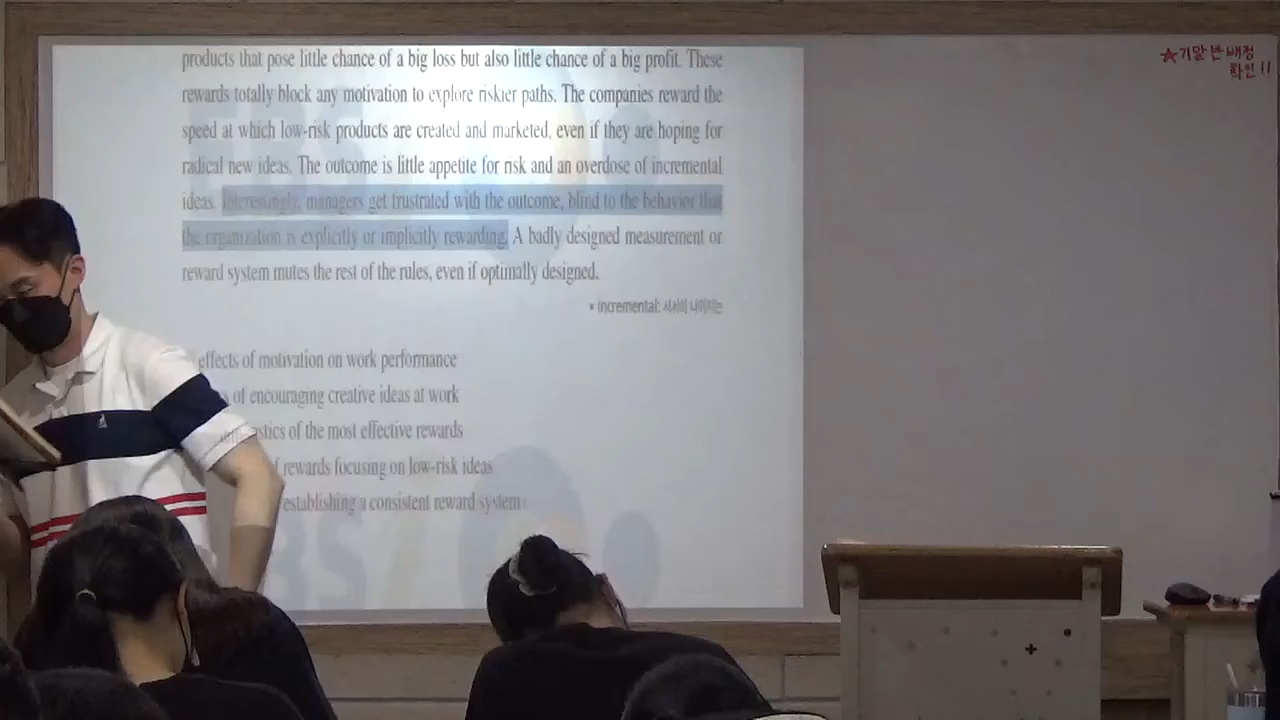 products that pose little chance of a big loss but also little chance of a big profit. These
rewards totally block any motivation to explore riskier paths. The companies reward the
speed at which low-risk products are created and marketed, even if they are hoping for
radical new ideas. The outcome is little appetite for risk and an overdose of incremental
ideas. Interestingly, managers get frustrated with the outcome, blind to the behavior that
the organization is explicitly or implicitly rewarding. A badly designed measurement or
reward system mutes the rest of the rules, even if optimally designed.
* incremental: 서서히 나아지는
effects of motivation on work performance
of encouraging creative ideas at work
stics of the most effective rewards
f rewards focusing on low-risk ideas
establishing a consistent reward system
★기말 반 배정
확인!!
EBS